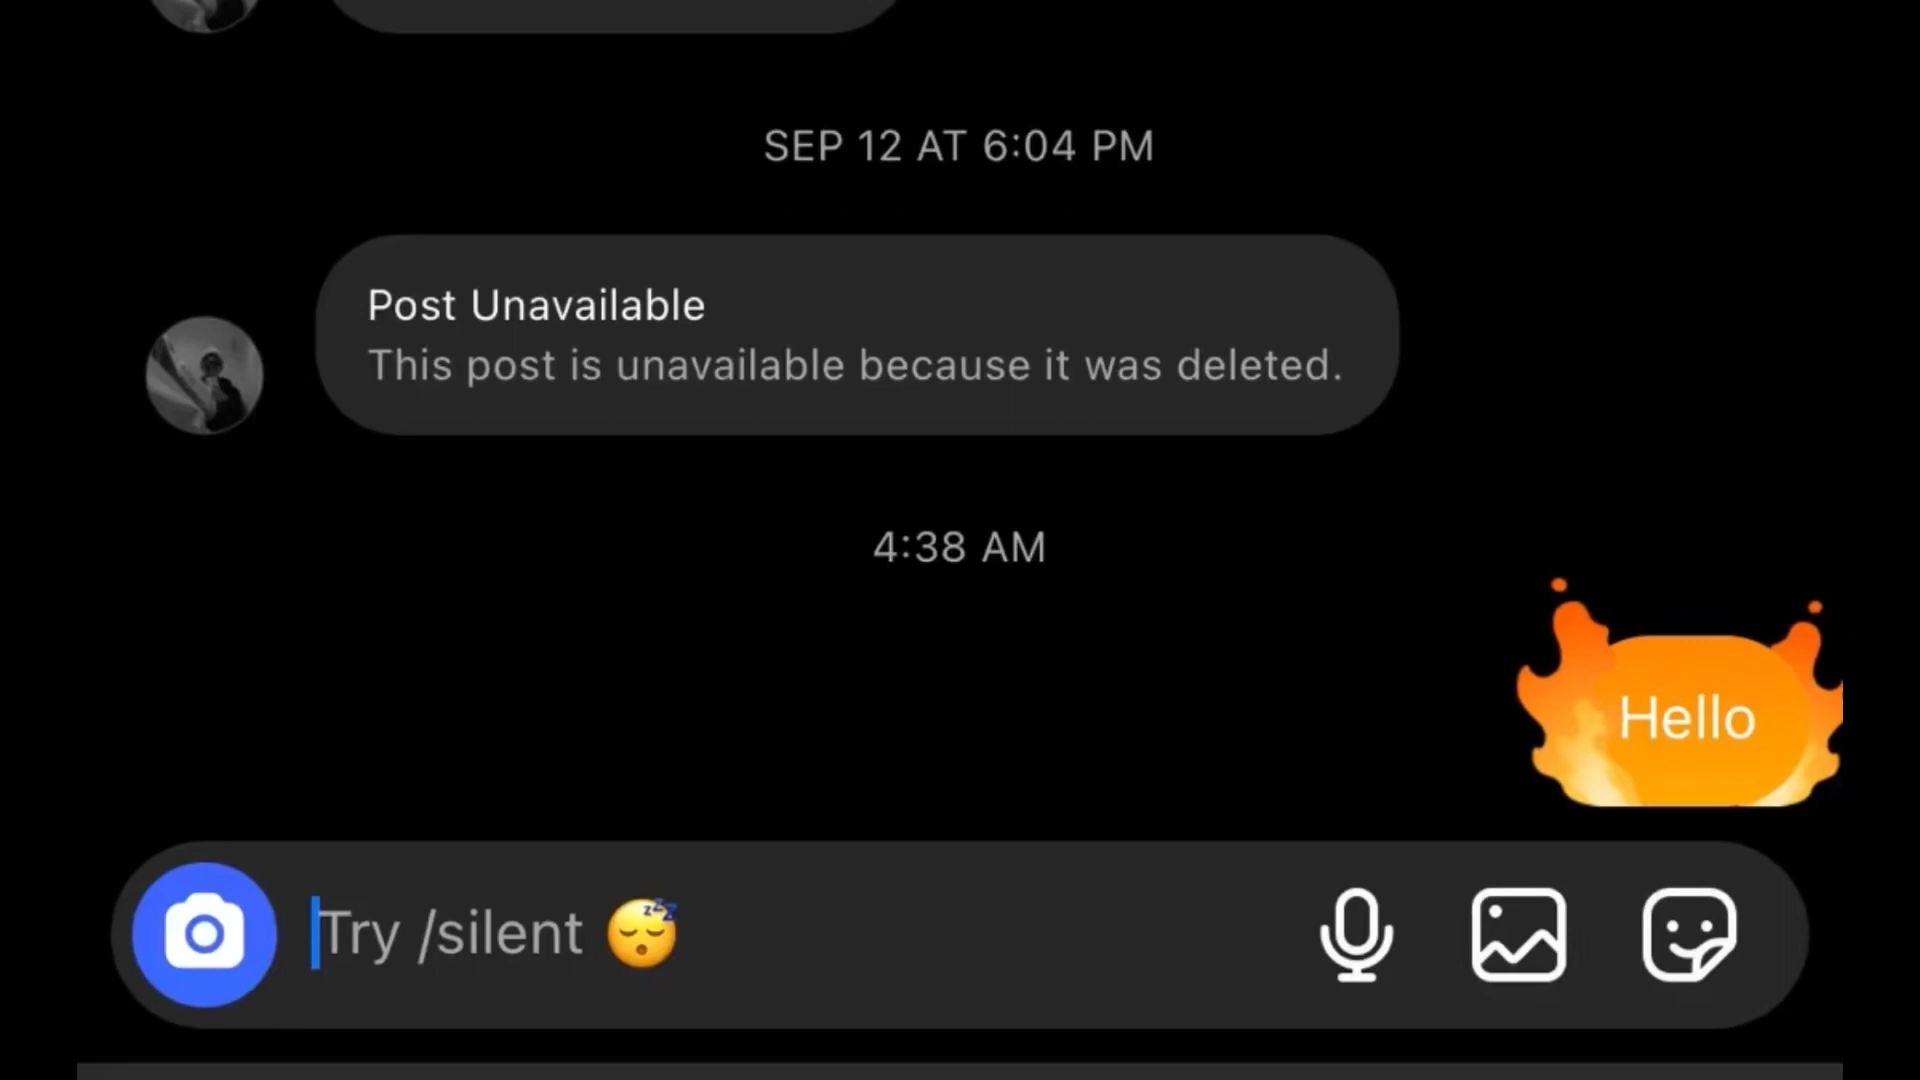 SEP 12 AT 6:04 PM
Post Unavailable
This post is unavailable because it was deleted.
4:38 AM
Hello
Try /silent 😴